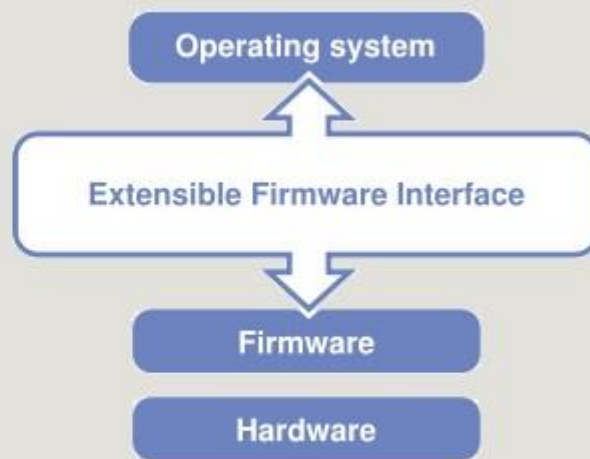 Operating system
Extensible Firmware Interface
Firmware
Hardware